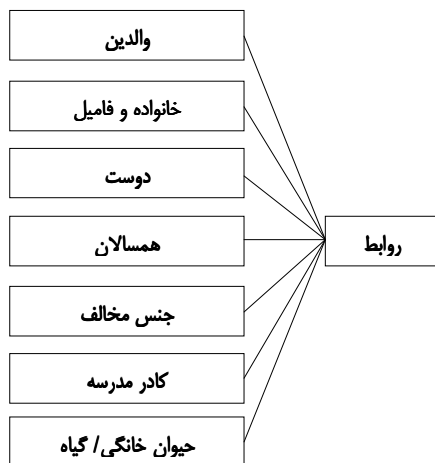 والدین
خانواده و فامیل
دوست
همسالان
روابط
جنس مخالف
کادر مدرسه
حیوان خانگی/ گیاه